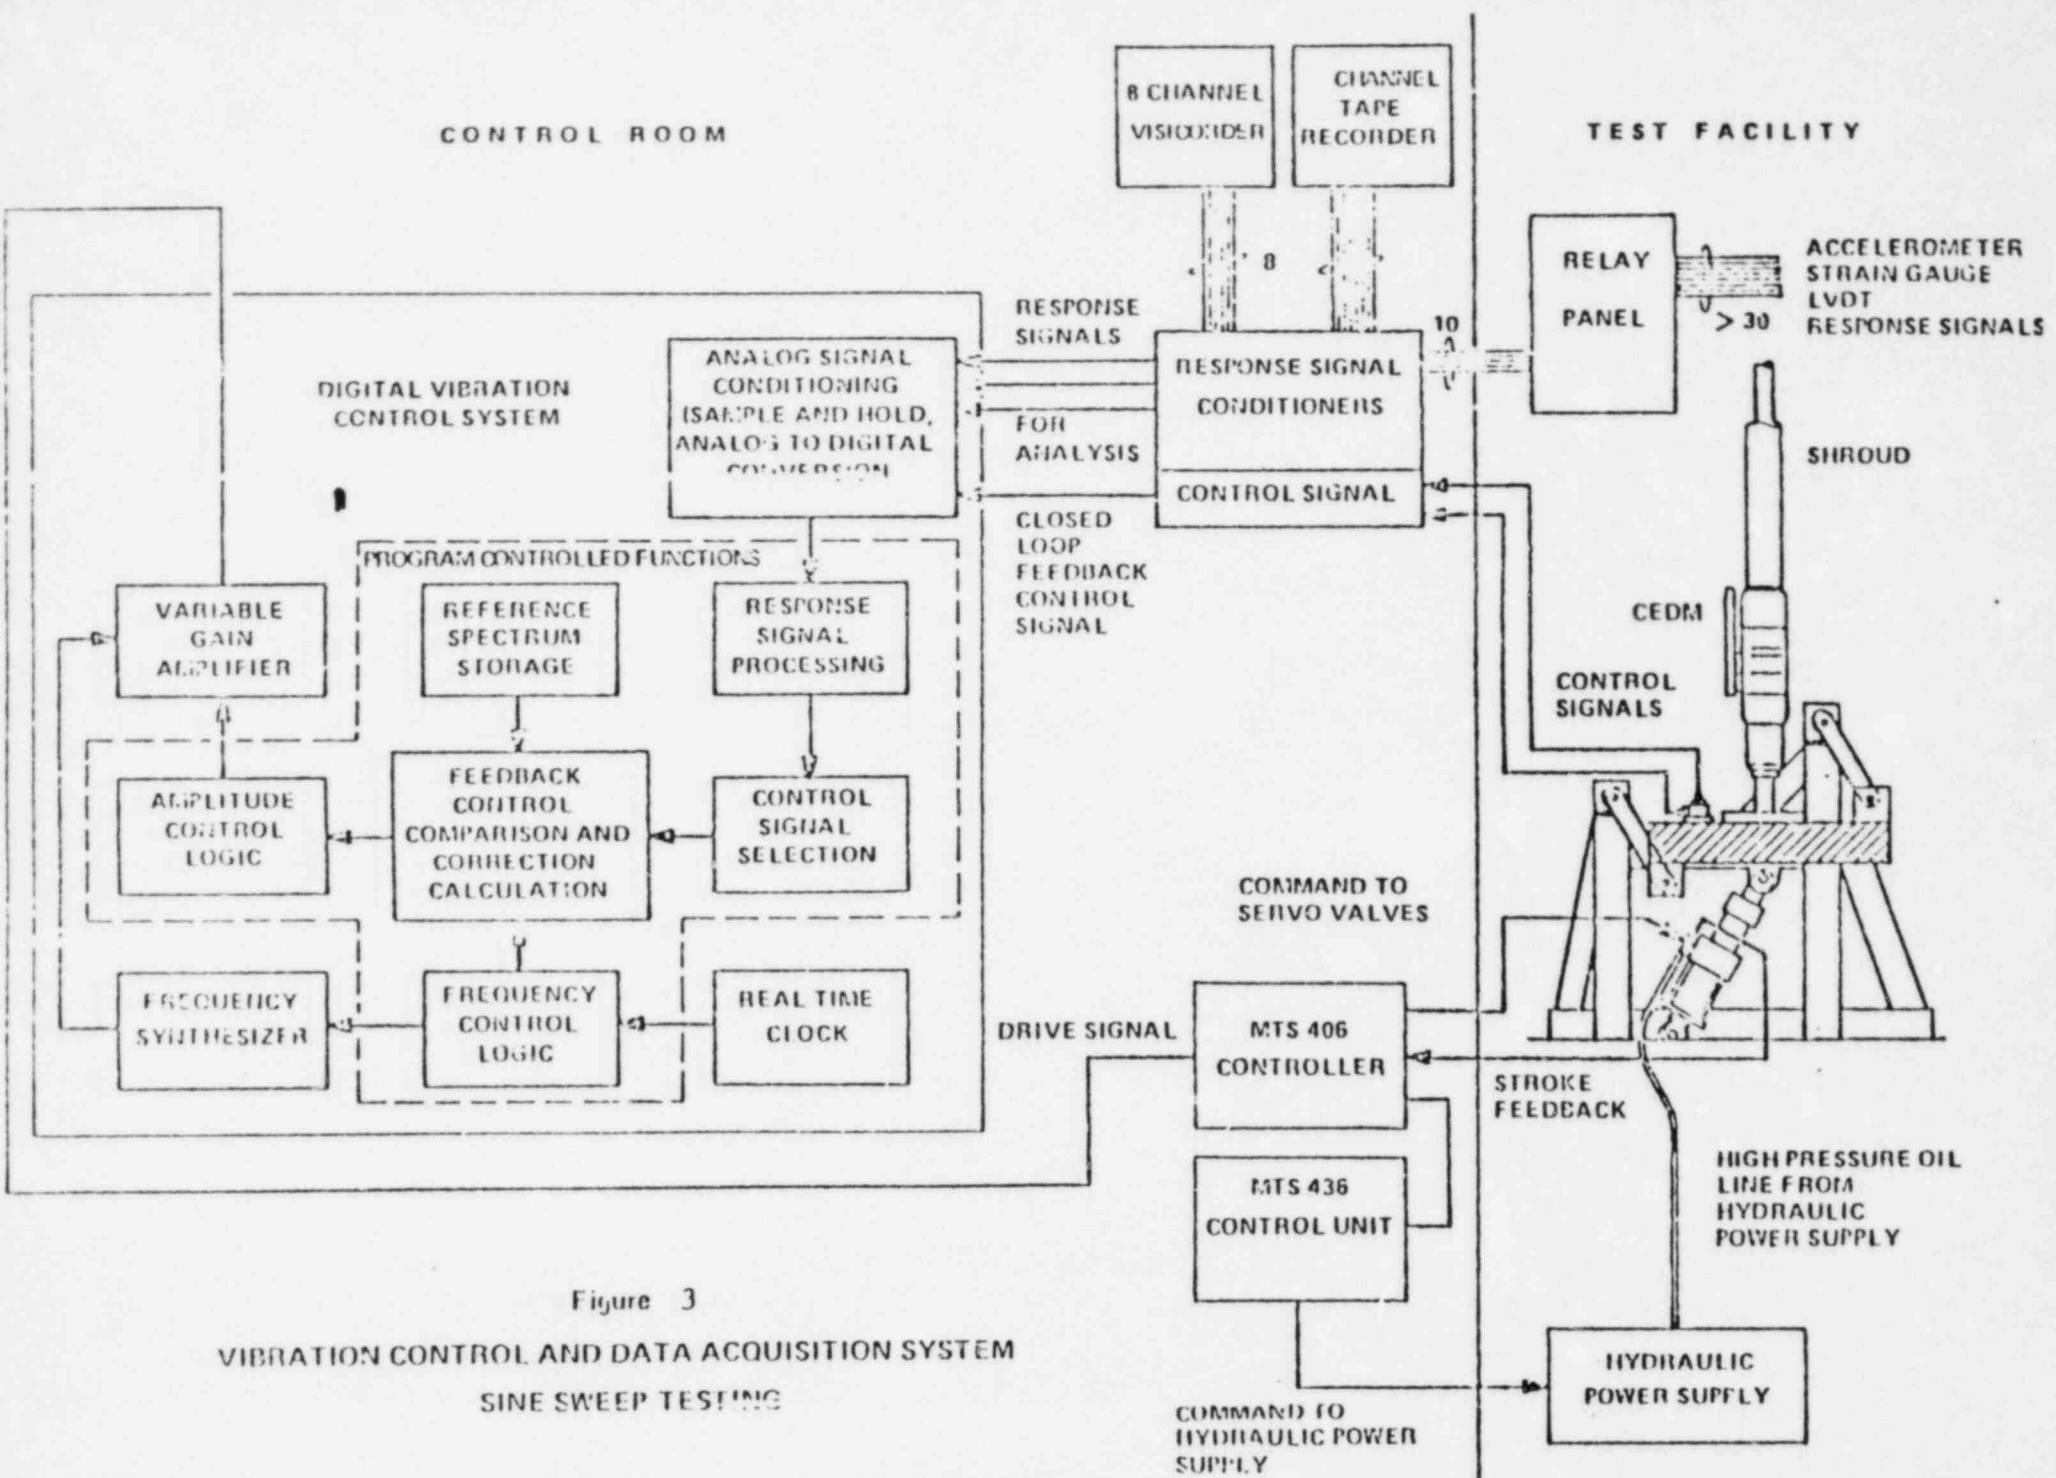 CONTROL ROOM
TEST FACILITY
8 CHANNEL
VISICORDER
CHANNEL
TAPE
RECORDER
8
RELAY
PANEL
ACCELEROMETER
STRAIN GAUGE
LVDT
RESPONSE SIGNALS
> 30
10
RESPONSE
SIGNALS
FOR
ANALYSIS
RESPONSE SIGNAL
CONDITIONERS
CONTROL SIGNAL
CLOSED
LOOP
FEEDBACK
CONTROL
SIGNAL
DIGITAL VIBRATION
CONTROL SYSTEM
ANALOG SIGNAL
CONDITIONING
(SAMPLE AND HOLD,
ANALOG TO DIGITAL
CONVERSION
PROGRAM CONTROLLED FUNCTIONS
VARIABLE
GAIN
AMPLIFIER
REFERENCE
SPECTRUM
STORAGE
RESPONSE
SIGNAL
PROCESSING
AMPLITUDE
CONTROL
LOGIC
FEEDBACK
CONTROL
COMPARISON AND
CORRECTION
CALCULATION
CONTROL
SIGNAL
SELECTION
FREQUENCY
SYNTHESIZER
FREQUENCY
CONTROL
LOGIC
REAL TIME
CLOCK
SHROUD
CEDM
CONTROL
SIGNALS
COMMAND TO
SERVO VALVES
DRIVE SIGNAL
MTS 406
CONTROLLER
STROKE
FEEDBACK
MTS 436
CONTROL UNIT
HIGH PRESSURE OIL
LINE FROM
HYDRAULIC
POWER SUPPLY
HYDRAULIC
POWER SUPPLY
COMMAND TO
HYDRAULIC POWER
SUPPLY
Figure 3
VIBRATION CONTROL AND DATA ACQUISITION SYSTEM
SINE SWEEP TESTING